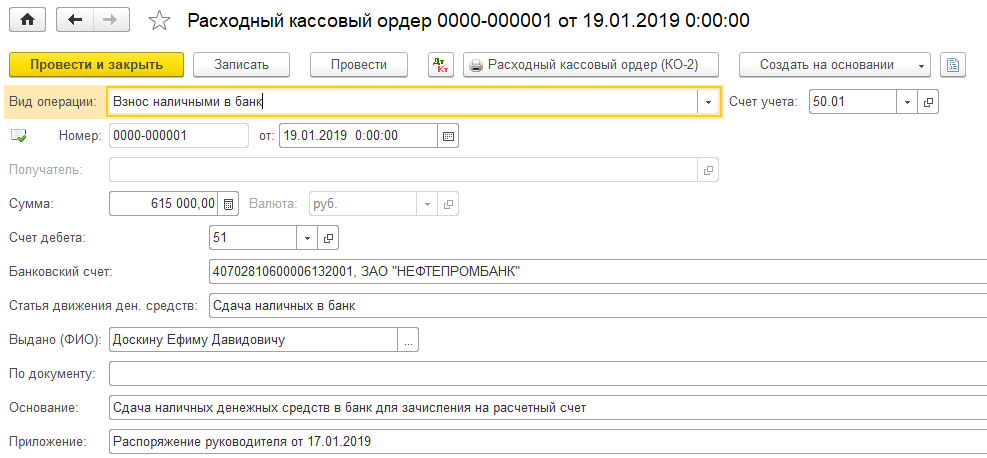 Расходный кассовый ордер 0000-000001 от 19.01.2019 0:00:00
Провести и закрыть Записать Провести Дт Кт Расходный кассовый ордер (КО-2) Создать на основании
Вид операции: Взнос наличными в банк Счет учета: 50.01
Номер: 0000-000001 от: 19.01.2019 0:00:00
Получатель:
Сумма: 615 000,00 Валюта: руб.
Счет дебета: 51
Банковский счет: 40702810600006132001, ЗАО "НЕФТЕПРОМБАНК"
Статья движения ден. средств: Сдача наличных в банк
Выдано (ФИО): Доскину Ефиму Давидовичу ...
По документу:
Основание: Сдача наличных денежных средств в банк для зачисления на расчетный счет
Приложение: Распоряжение руководителя от 17.01.2019